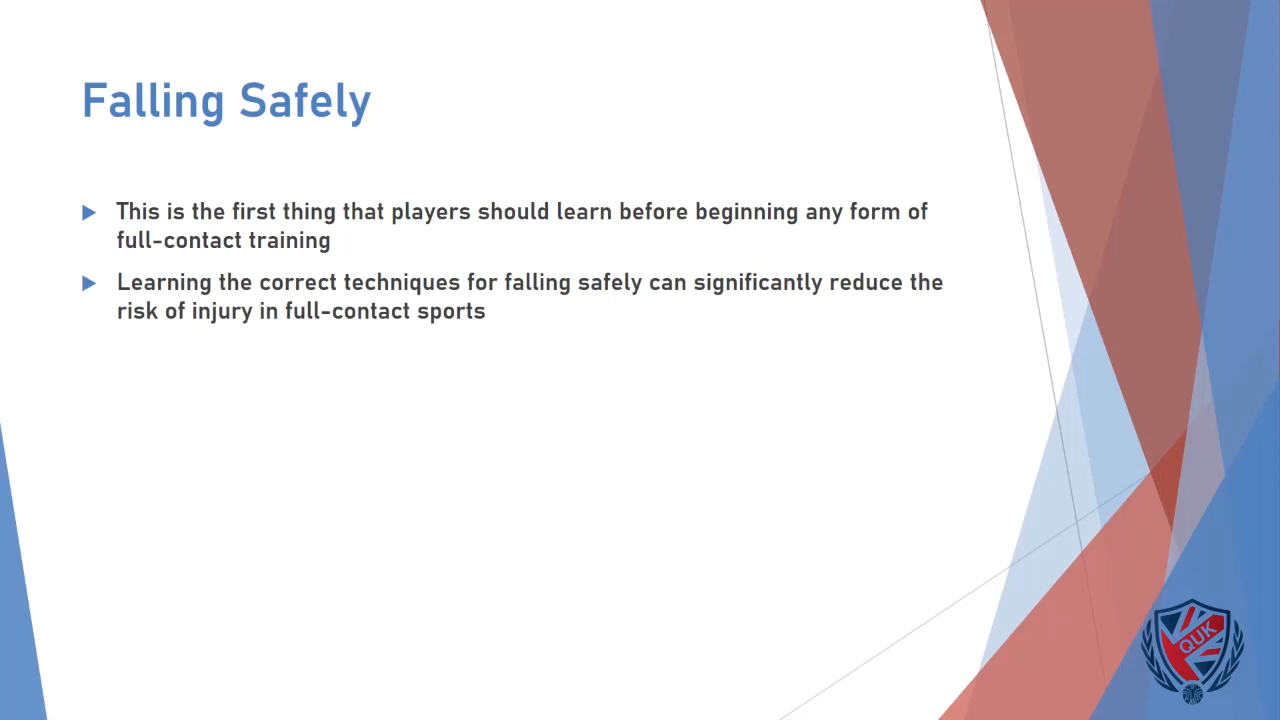 Falling Safely
This is the first thing that players should learn before beginning any form of
full-contact training
Learning the correct techniques for falling safely can significantly reduce the
risk of injury in full-contact sports
QUK